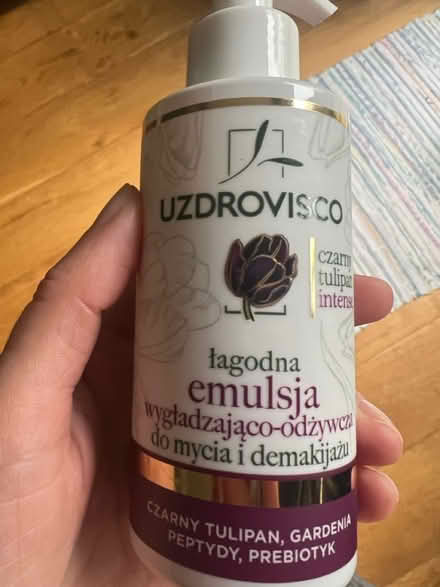 UZDROVISCO
czarny
tulipan
intense
łagodna
emulsja
wygładzająco-odżywcza
do mycia i demakijażu
CZARNY TULIPAN, GARDENIA
PEPTYDY, PREBIOTYK